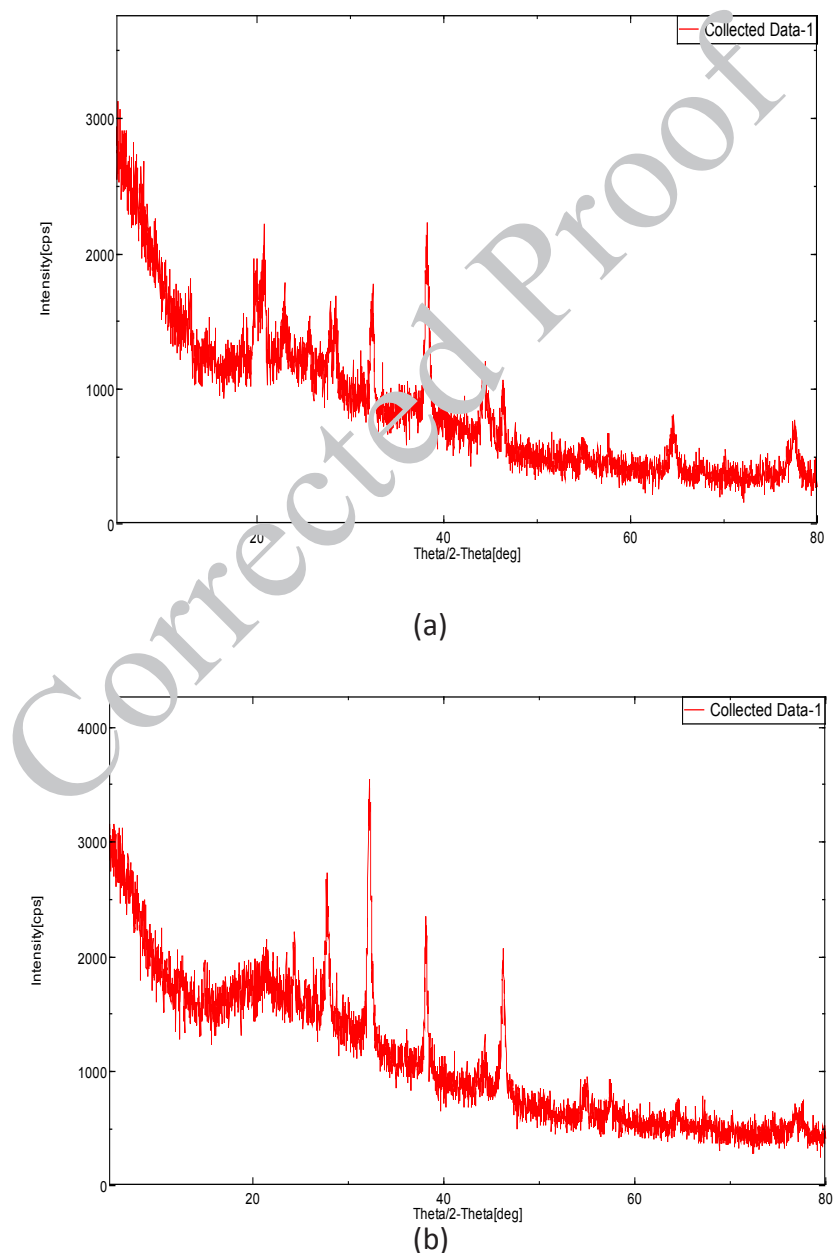 Collected Data-1
3000
2000
1000
0
Intensity[cps]
20
40
60
80
Theta/2-Theta[deg]
(a)
Corrected Proof
Collected Data-1
4000
3000
2000
1000
0
Intensity[cps]
20
40
60
80
Theta/2-Theta[deg]
(b)